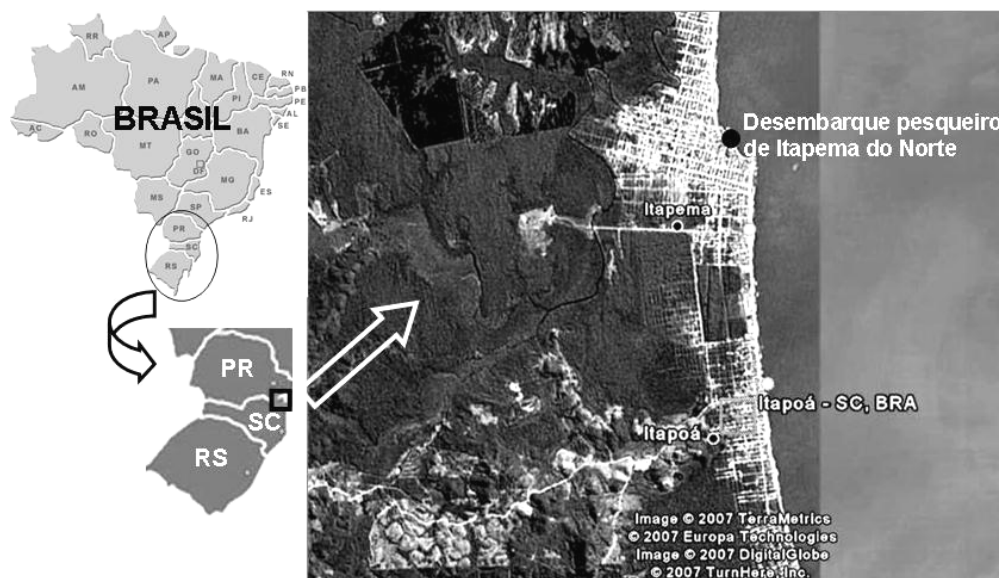 RR
AP
AM
PA
MA
CE
RN
PB
PE
AL
SE
PI
AC
RO
BRASIL
BA
MT
GO
DF
MG
ES
MS
SP
RJ
PR
SC
RS
PR
SC
RS
Desembarque pesqueiro
de Itapema do Norte
Itapema
Itapoá - SC, BRA
Itapoá
Image © 2007 TerraMetrics
© 2007 Europa Technologies
Image © 2007 DigitalGlobe
© 2007 TurnHere, Inc.